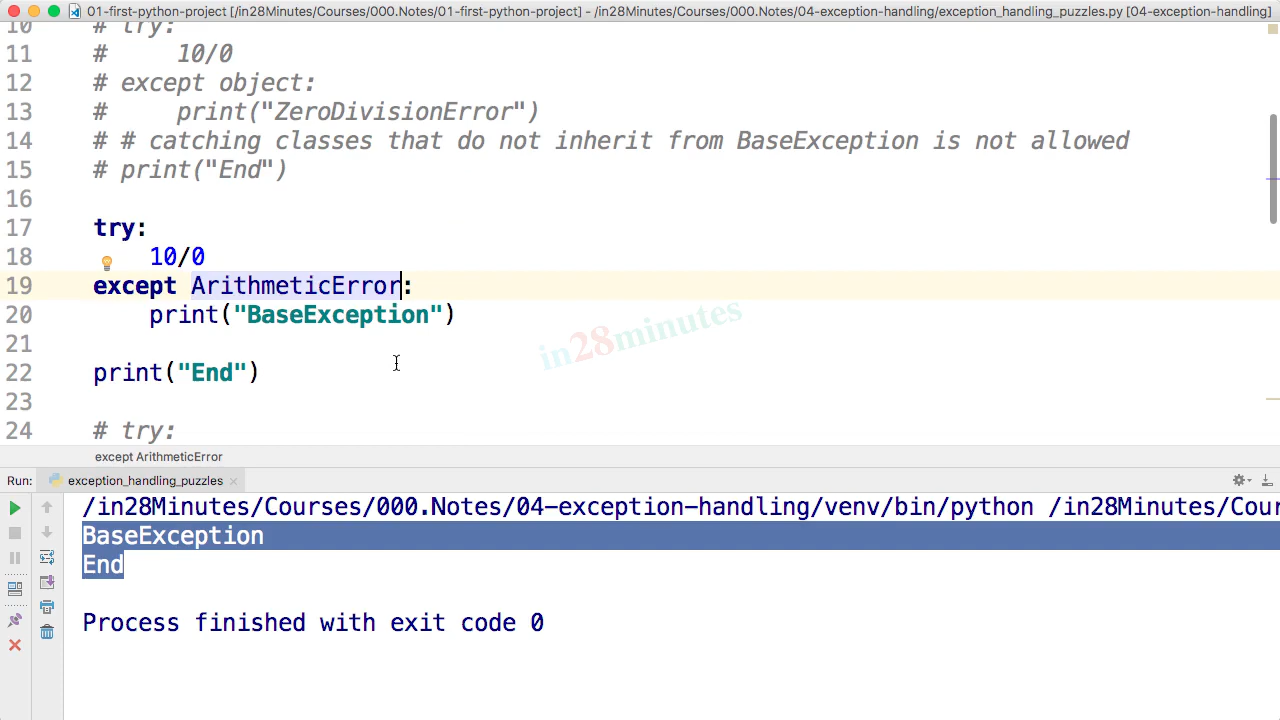 01-first-python-project [/in28Minutes/Courses/000.Notes/01-first-python-project] - /in28Minutes/Courses/000.Notes/04-exception-handling/exception_handling_puzzles.py [04-exception-handling]
10 # try:
11 # 10/0
12 # except object:
13 # print("ZeroDivisionError")
14 # # catching classes that do not inherit from BaseException is not allowed
15 # print("End")
16
17 try:
18 10/0
19 except ArithmeticError:
20 print("BaseException")
21
22 print("End")
23
24 # try:
in28minutes
except ArithmeticError
Run: exception_handling_puzzles
/in28Minutes/Courses/000.Notes/04-exception-handling/venv/bin/python /in28Minutes/Cour
BaseException
End
Process finished with exit code 0